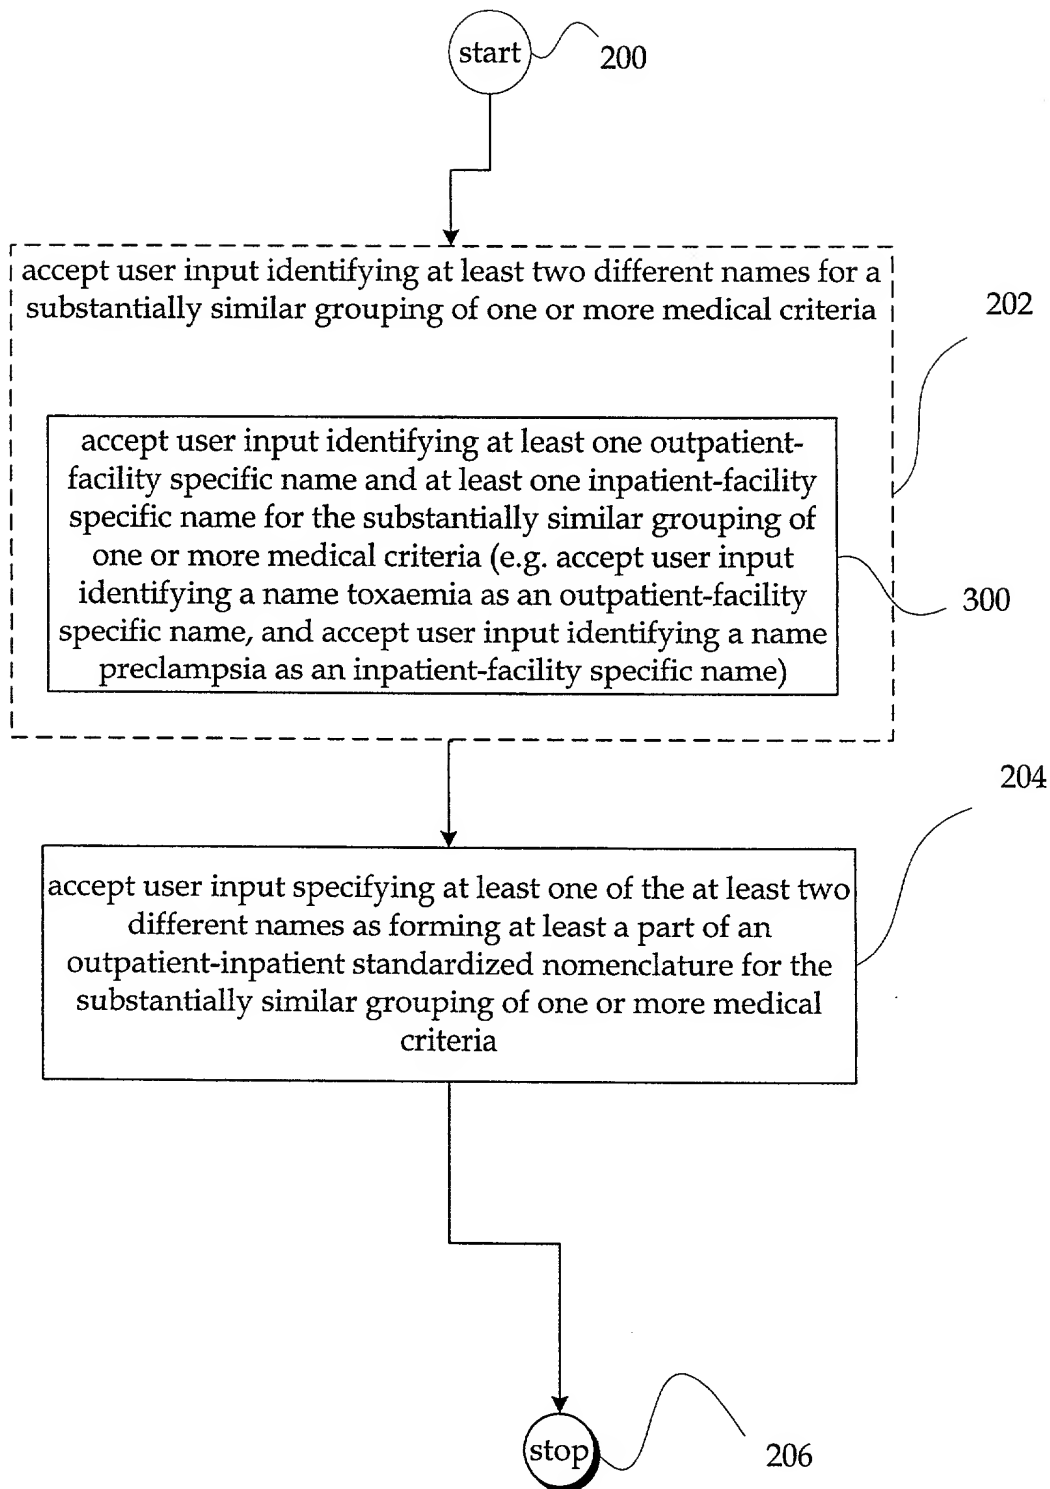 start
200
accept user input identifying at least two different names for a
substantially similar grouping of one or more medical criteria
202
accept user input identifying at least one outpatient-
facility specific name and at least one inpatient-facility
specific name for the substantially similar grouping of
one or more medical criteria (e.g. accept user input
identifying a name toxaemia as an outpatient-facility
specific name, and accept user input identifying a name
preclampsia as an inpatient-facility specific name)
300
204
accept user input specifying at least one of the at least two
different names as forming at least a part of an
outpatient-inpatient standardized nomenclature for the
substantially similar grouping of one or more medical
criteria
stop
206